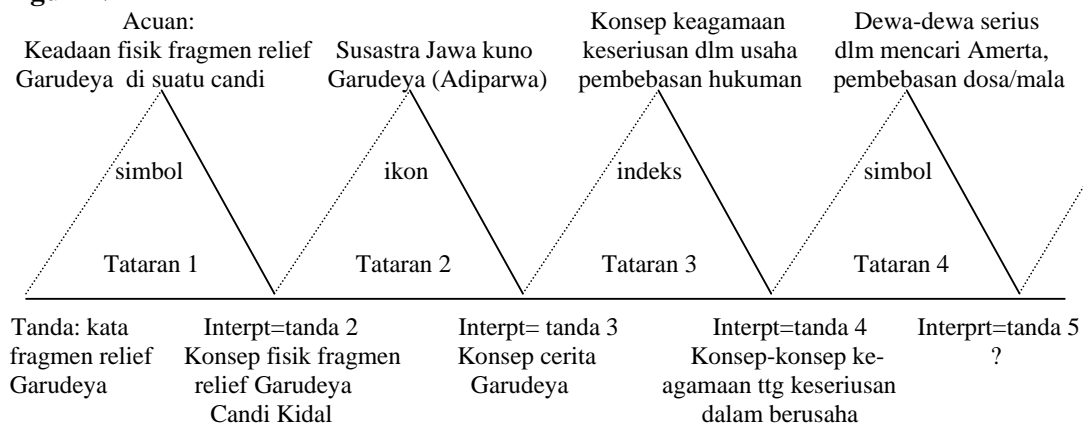 Acuan:
Keadaan fisik fragmen relief
Garudeya di suatu candi
Susastra Jawa kuno
Garudeya (Adiparwa)
Konsep keagamaan
keseriusan dlm usaha
pembebasan hukuman
Dewa-dewa serius
dlm mencari Amerta,
pembebasan dosa/mala
simbol
ikon
indeks
simbol
Tataran 1
Tataran 2
Tataran 3
Tataran 4
Tanda: kata
fragmen relief
Garudeya
Interpt=tanda 2
Konsep fisik fragmen
relief Garudeya
Candi Kidal
Interpt= tanda 3
Konsep cerita
Garudeya
Interpt=tanda 4
Konsep-konsep ke-
agamaan ttg keseriusan
dalam berusaha
Interprt=tanda 5
?